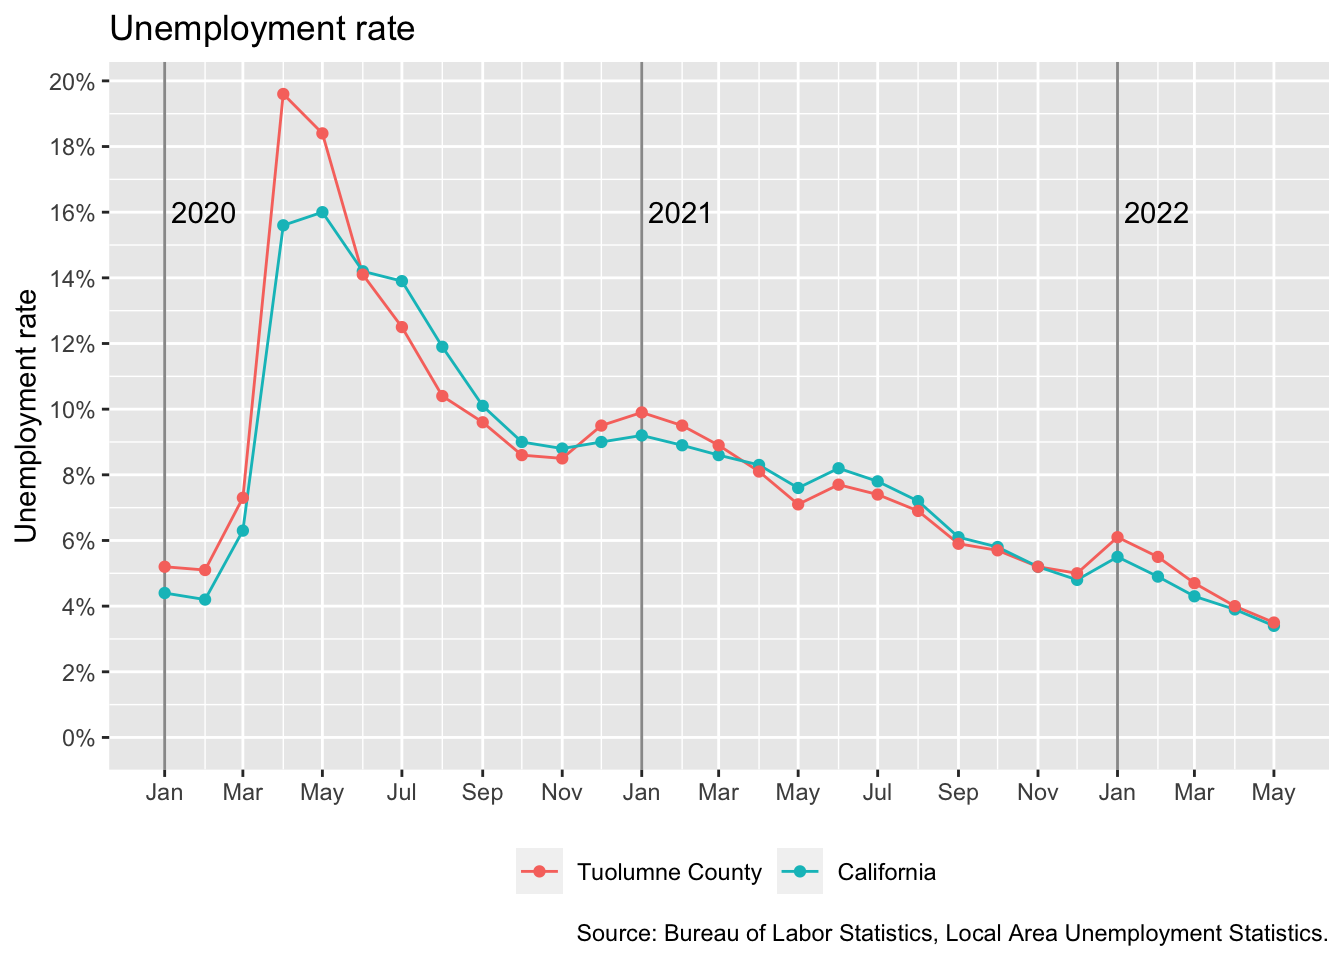 Unemployment rate
Unemployment rate
20%
18%
16%
14%
12%
10%
8%
6%
4%
2%
0%
2020 2021 2022
Jan Mar May Jul Sep Nov Jan Mar May Jul Sep Nov Jan Mar May
Tuolumne County California
Source: Bureau of Labor Statistics, Local Area Unemployment Statistics.